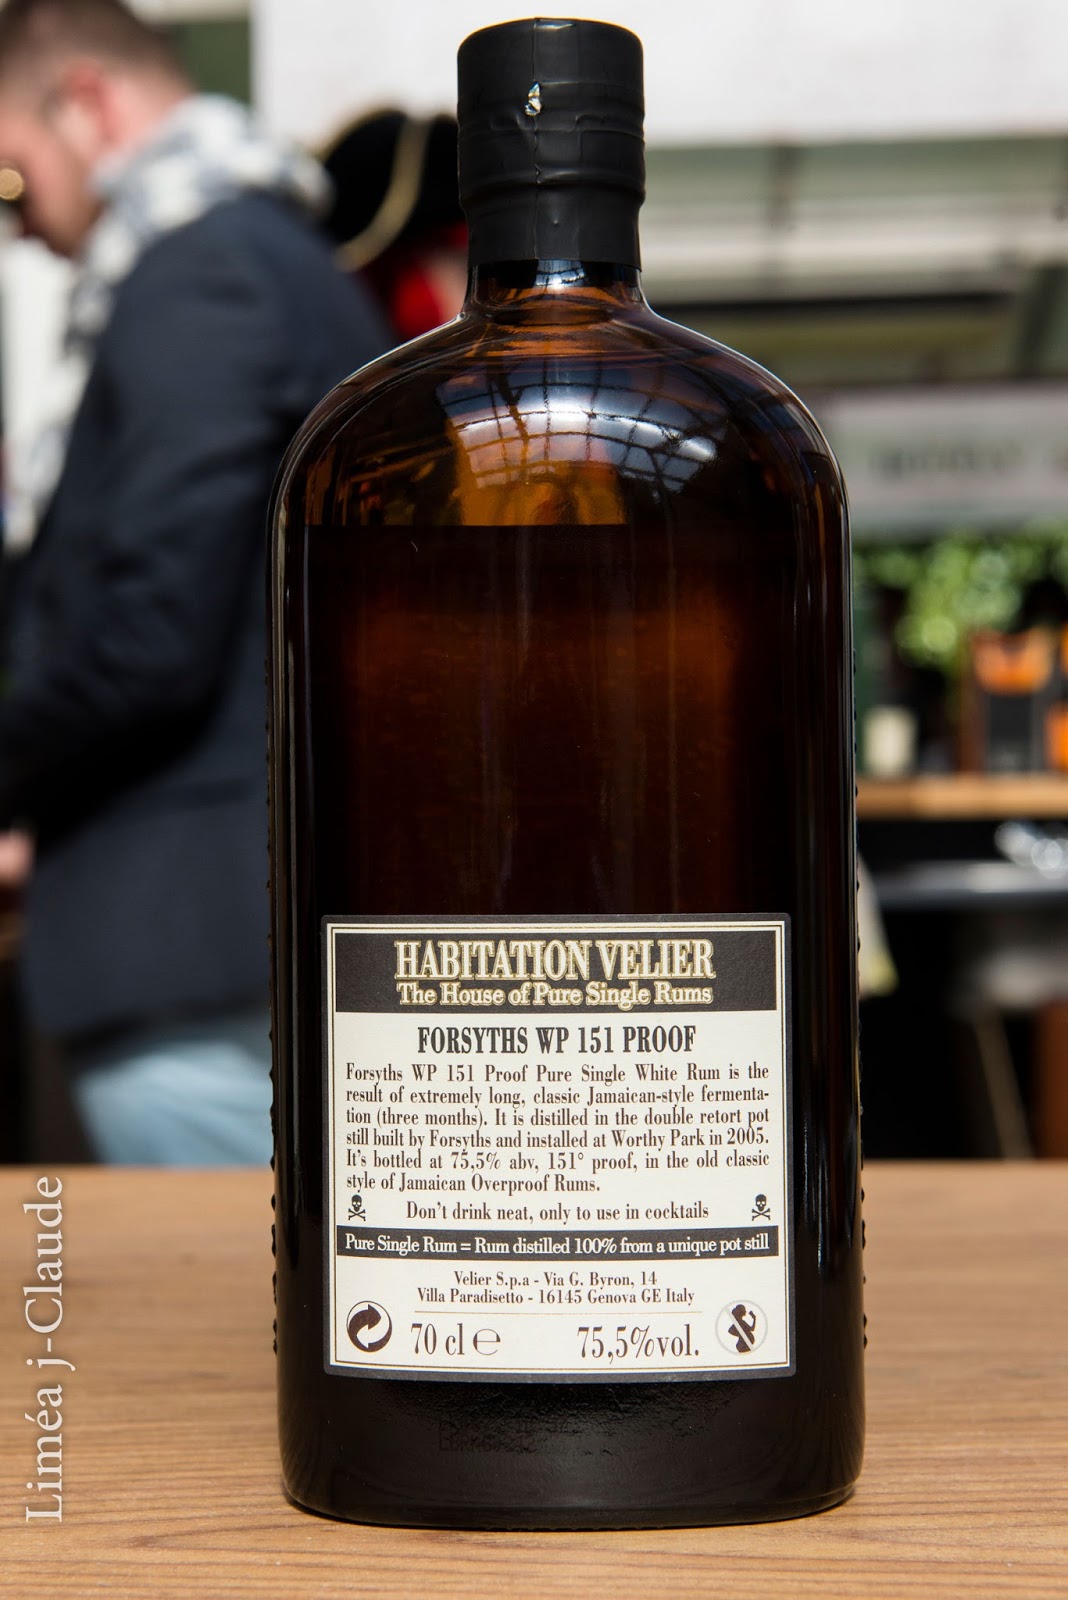 HABITATION VELIER
The House of Pure Single Rums
FORSYTHS WP 151 PROOF
Forsyths WP 151 Proof Pure Single White Rum is the
result of extremely long, classic Jamaican-style fermenta-
tion (three months). It is distilled in the double retort pot
still built by Forsyths and installed at Worthy Park in 2005.
It's bottled at 75,5% abv, 151° proof, in the old classic
style of Jamaican Overproof Rums.
Don't drink neat, only to use in cocktails
Pure Single Rum = Rum distilled 100% from a unique pot still
Velier S.p.a - Via G. Byron, 14
Villa Paradisetto - 16145 Genova GE Italy
70 cl ℮ 75,5%vol.
Liméa j-Claude